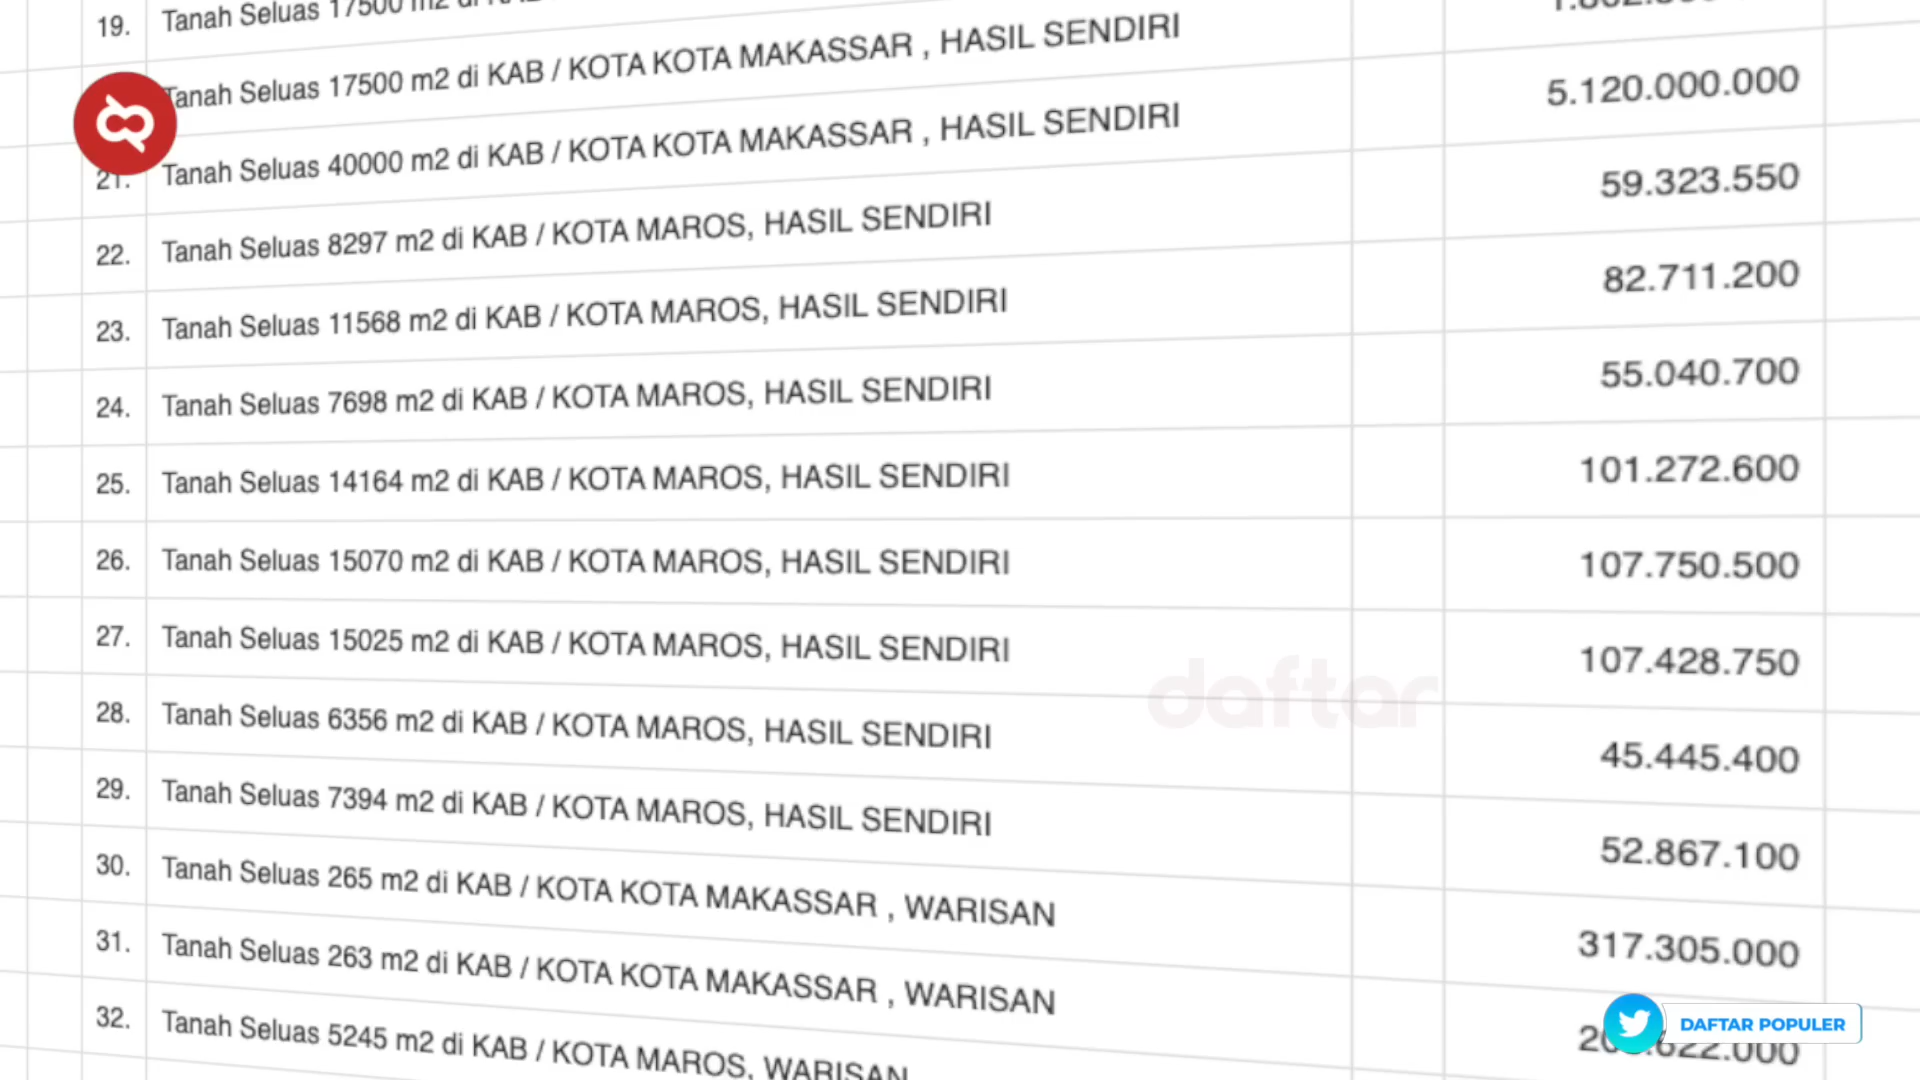 19. Tanah Seluas 17500 m2 di
Tanah Seluas 17500 m2 di KAB / KOTA KOTA MAKASSAR , HASIL SENDIRI
21. Tanah Seluas 40000 m2 di KAB / KOTA KOTA MAKASSAR , HASIL SENDIRI 5.120.000.000
22. Tanah Seluas 8297 m2 di KAB / KOTA MAROS, HASIL SENDIRI 59.323.550
23. Tanah Seluas 11568 m2 di KAB / KOTA MAROS, HASIL SENDIRI 82.711.200
24. Tanah Seluas 7698 m2 di KAB / KOTA MAROS, HASIL SENDIRI 55.040.700
25. Tanah Seluas 14164 m2 di KAB / KOTA MAROS, HASIL SENDIRI 101.272.600
26. Tanah Seluas 15070 m2 di KAB / KOTA MAROS, HASIL SENDIRI 107.750.500
27. Tanah Seluas 15025 m2 di KAB / KOTA MAROS, HASIL SENDIRI 107.428.750
daftar
28. Tanah Seluas 6356 m2 di KAB / KOTA MAROS, HASIL SENDIRI 45.445.400
29. Tanah Seluas 7394 m2 di KAB / KOTA MAROS, HASIL SENDIRI 52.867.100
30. Tanah Seluas 265 m2 di KAB / KOTA KOTA MAKASSAR , WARISAN 317.305.000
31. Tanah Seluas 263 m2 di KAB / KOTA KOTA MAKASSAR , WARISAN
32. Tanah Seluas 5245 m2 di KAB / KOTA MAROS, WARISAN
DAFTAR POPULER